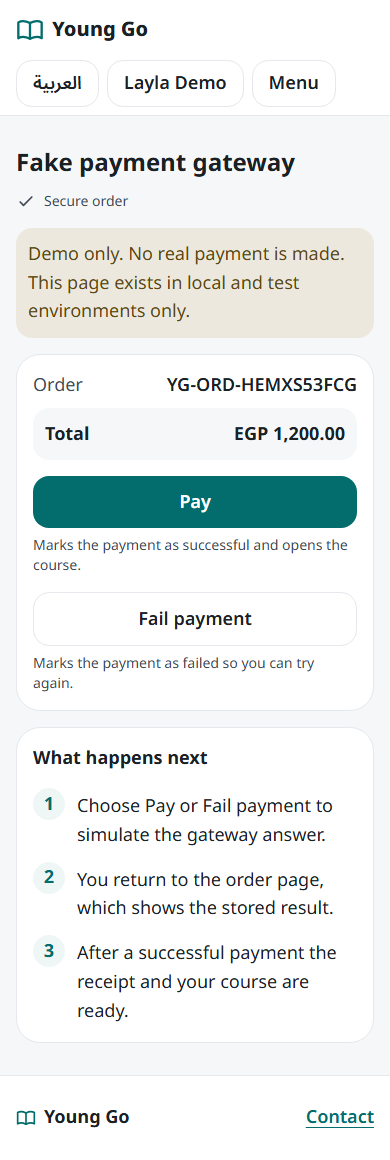 Young Go
العربية
Layla Demo
Menu
Fake payment gateway
Secure order
Demo only. No real payment is made.
This page exists in local and test
environments only.
Order YG-ORD-HEMXS53FCG
Total EGP 1,200.00
Pay
Marks the payment as successful and opens the
course.
Fail payment
Marks the payment as failed so you can try
again.
What happens next
1 Choose Pay or Fail payment to
simulate the gateway answer.
2 You return to the order page,
which shows the stored result.
3 After a successful payment the
receipt and your course are
ready.
Young Go
Contact